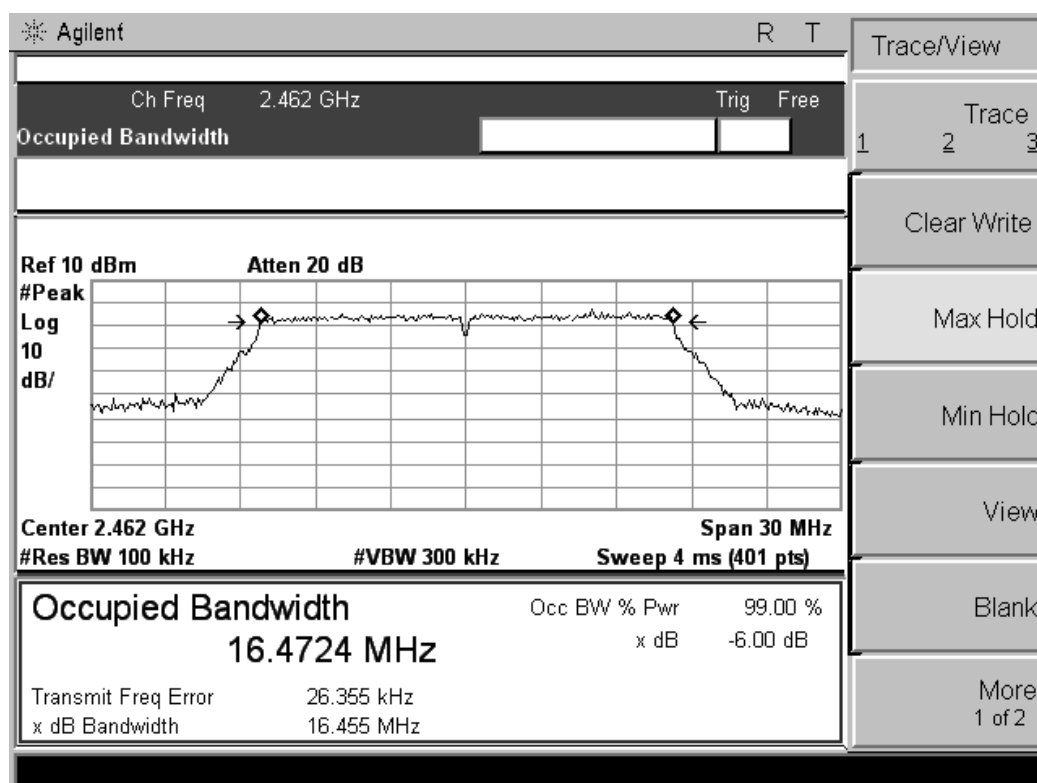 Agilent R T
Trace/View
Ch Freq 2.462 GHz Trig Free
Occupied Bandwidth
Trace
1 2 3
Clear Write
Max Hold
Min Hold
View
Blank
More
1 of 2
Ref 10 dBm Atten 20 dB
#Peak
Log
10
dB/
Center 2.462 GHz Span 30 MHz
#Res BW 100 kHz #VBW 300 kHz Sweep 4 ms (401 pts)
Occupied Bandwidth Occ BW % Pwr 99.00 %
16.4724 MHz x dB -6.00 dB
Transmit Freq Error 26.355 kHz
x dB Bandwidth 16.455 MHz